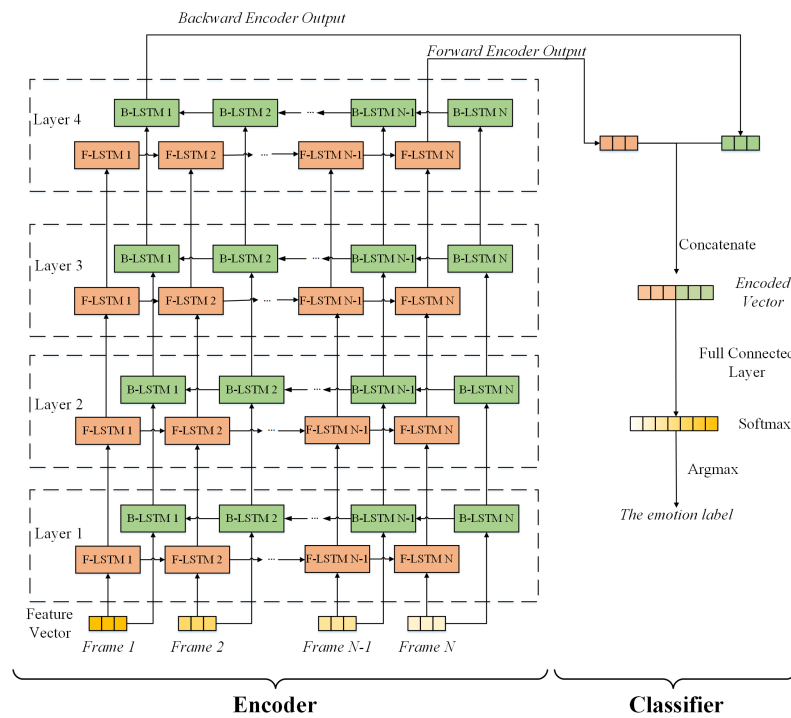 Backward Encoder Output
Forward Encoder Output
Layer 4
B-LSTM 1
B-LSTM 2
...
B-LSTM N-1
B-LSTM N
F-LSTM 1
F-LSTM 2
...
F-LSTM N-1
F-LSTM N
Layer 3
B-LSTM 1
B-LSTM 2
...
B-LSTM N-1
B-LSTM N
F-LSTM 1
F-LSTM 2
...
F-LSTM N-1
F-LSTM N
Layer 2
B-LSTM 1
B-LSTM 2
...
B-LSTM N-1
B-LSTM N
F-LSTM 1
F-LSTM 2
...
F-LSTM N-1
F-LSTM N
Layer 1
B-LSTM 1
B-LSTM 2
...
B-LSTM N-1
B-LSTM N
F-LSTM 1
F-LSTM 2
...
F-LSTM N-1
F-LSTM N
Feature
Vector
Frame 1
Frame 2
Frame N-1
Frame N
Encoder
Concatenate
Encoded
Vector
Full Connected
Layer
Softmax
Argmax
The emotion label
Classifier